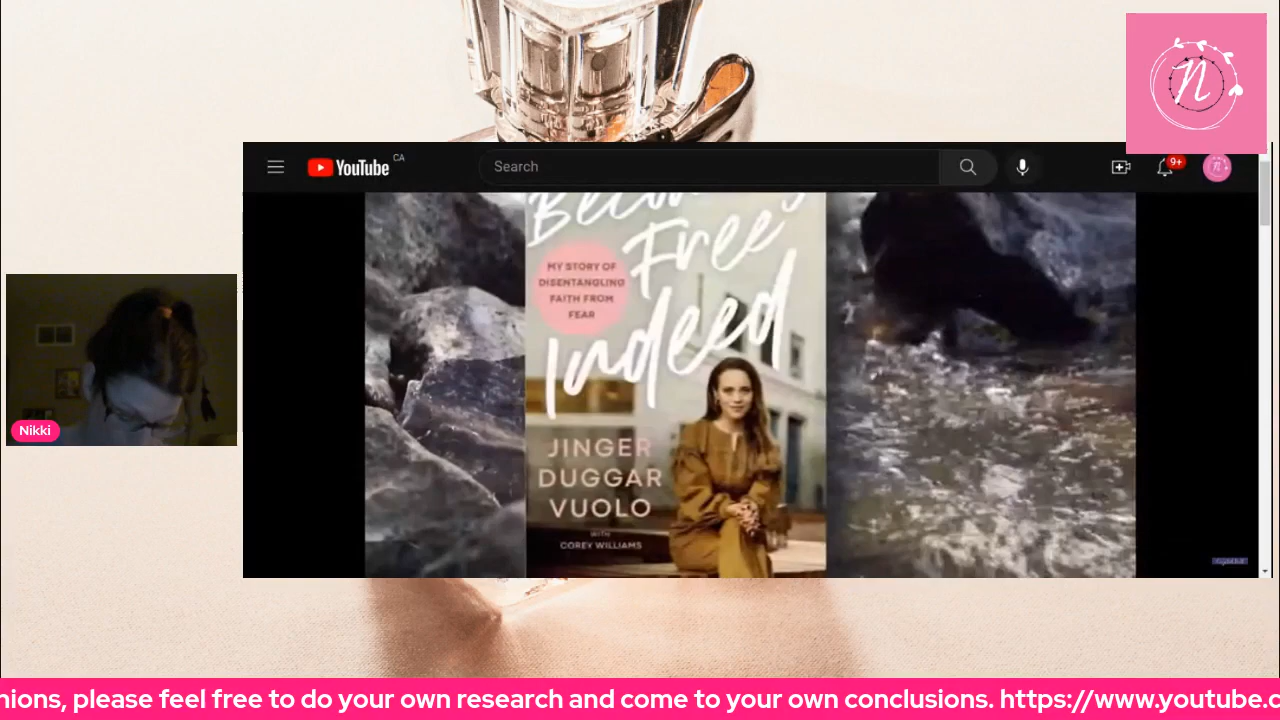 N
YouTube CA
Search
9+
Free
Indeed
MY STORY OF
DISENTANGLING
FAITH FROM
FEAR
JINGER
DUGGAR
VUOLO
WITH
COREY WILLIAMS
Nikki
nions, please feel free to do your own research and come to your own conclusions. https://www.youtube.c